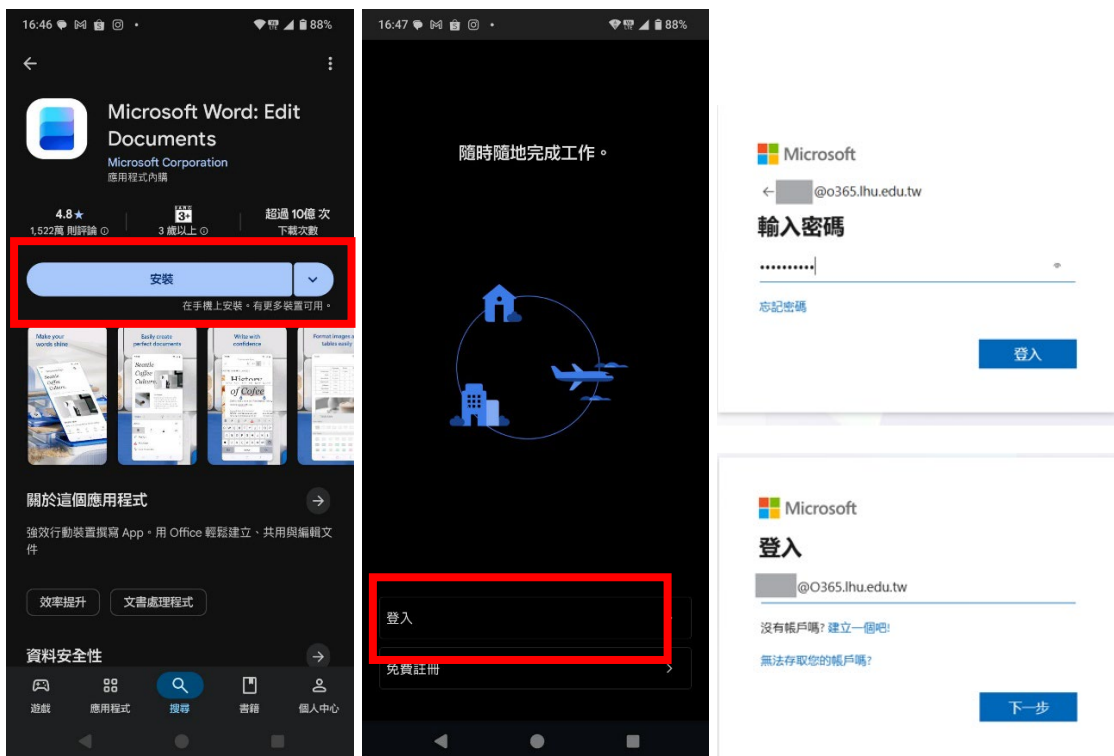 16:46
88%
Microsoft Word: Edit
Documents
Microsoft Corporation
應用程式內購
4.8★
1,522萬 則評論
3+
3 歲以上
超過 10億 次
下載次數
安裝
在手機上安裝。有更多裝置可用。
Make your
words shine
Easily create
perfect documents
Write with
confidence
Format images a
tables easily
Seattle
Coffee
Culture.
History
of Cofee
關於這個應用程式
強效行動裝置撰寫 App。用 Office 輕鬆建立、共用與編輯文
件
效率提升
文書處理程式
資料安全性
遊戲
應用程式
搜尋
書籍
個人中心
16:47
88%
隨時隨地完成工作。
登入
免費註冊
Microsoft
@o365.lhu.edu.tw
輸入密碼
忘記密碼
登入
Microsoft
登入
@O365.lhu.edu.tw
沒有帳戶嗎? 建立一個吧!
無法存取您的帳戶嗎?
下一步